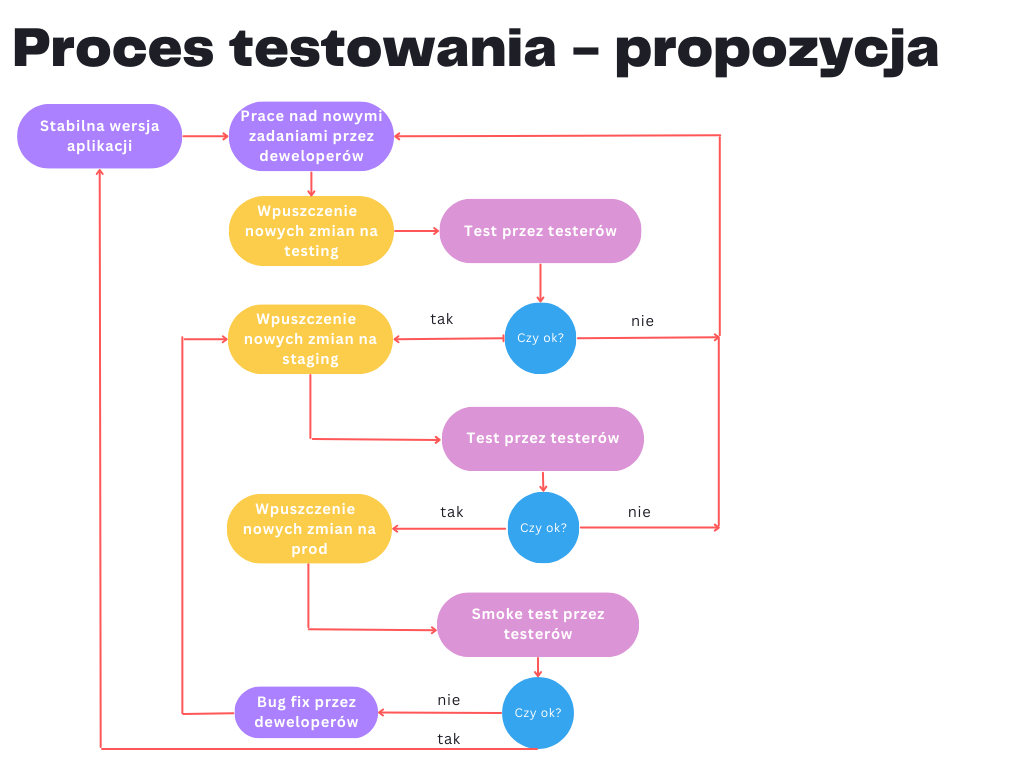 Proces testowania – propozycja
Stabilna wersja
aplikacji
Prace nad nowymi
zadaniami przez
deweloperów
Wpuszczenie
nowych zmian na
testing
Test przez testerów
Wpuszczenie
nowych zmian na
staging
tak
Czy ok?
nie
Test przez testerów
Wpuszczenie
nowych zmian na
prod
tak
Czy ok?
nie
Smoke test przez
testerów
Bug fix przez
deweloperów
nie
Czy ok?
tak